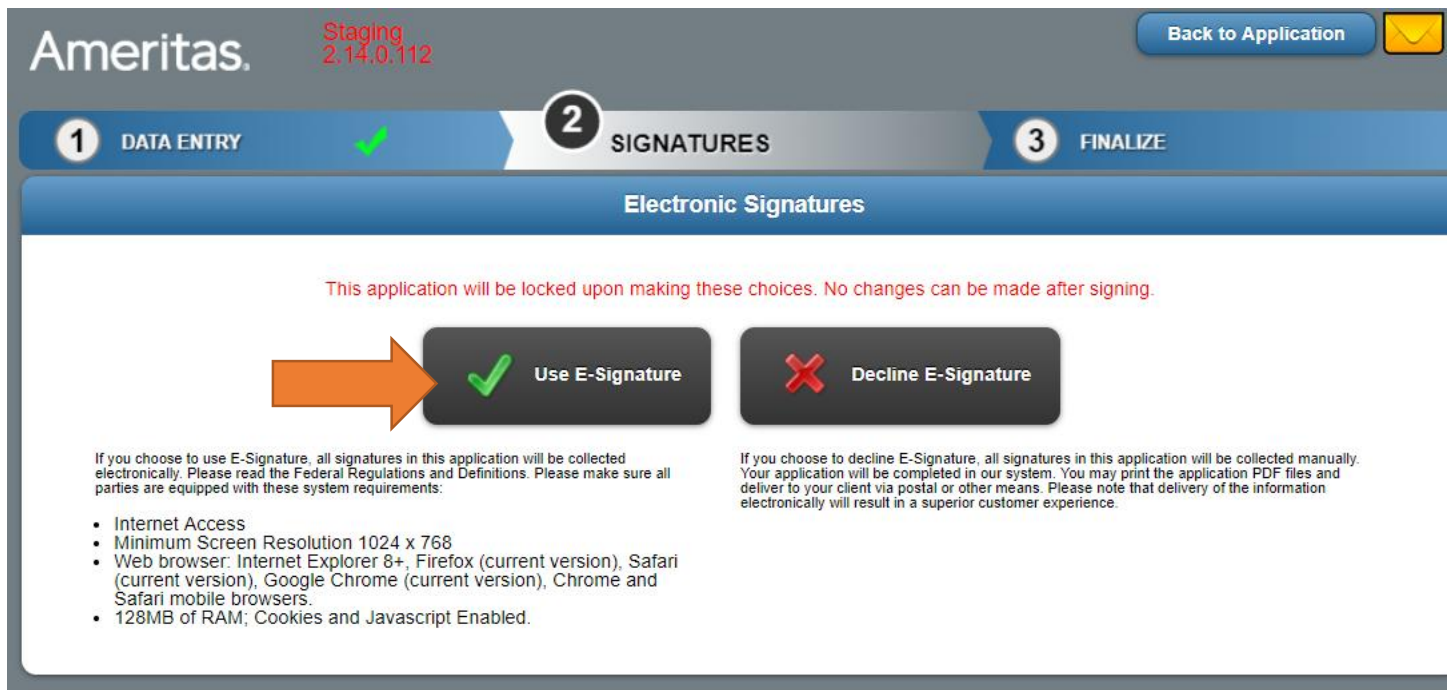 Ameritas.
Staging
2.14.0.112
Back to Application
1 DATA ENTRY
2 SIGNATURES
3 FINALIZE
Electronic Signatures
This application will be locked upon making these choices. No changes can be made after signing.
Use E-Signature
Decline E-Signature
If you choose to use E-Signature, all signatures in this application will be collected
electronically. Please read the Federal Regulations and Definitions. Please make sure all
parties are equipped with these system requirements:
• Internet Access
• Minimum Screen Resolution 1024 x 768
• Web browser: Internet Explorer 8+, Firefox (current version), Safari
(current version), Google Chrome (current version), Chrome and
Safari mobile browsers.
• 128MB of RAM; Cookies and Javascript Enabled.
If you choose to decline E-Signature, all signatures in this application will be collected manually.
Your application will be completed in our system. You may print the application PDF files and
deliver to your client via postal or other means. Please note that delivery of the information
electronically will result in a superior customer experience.